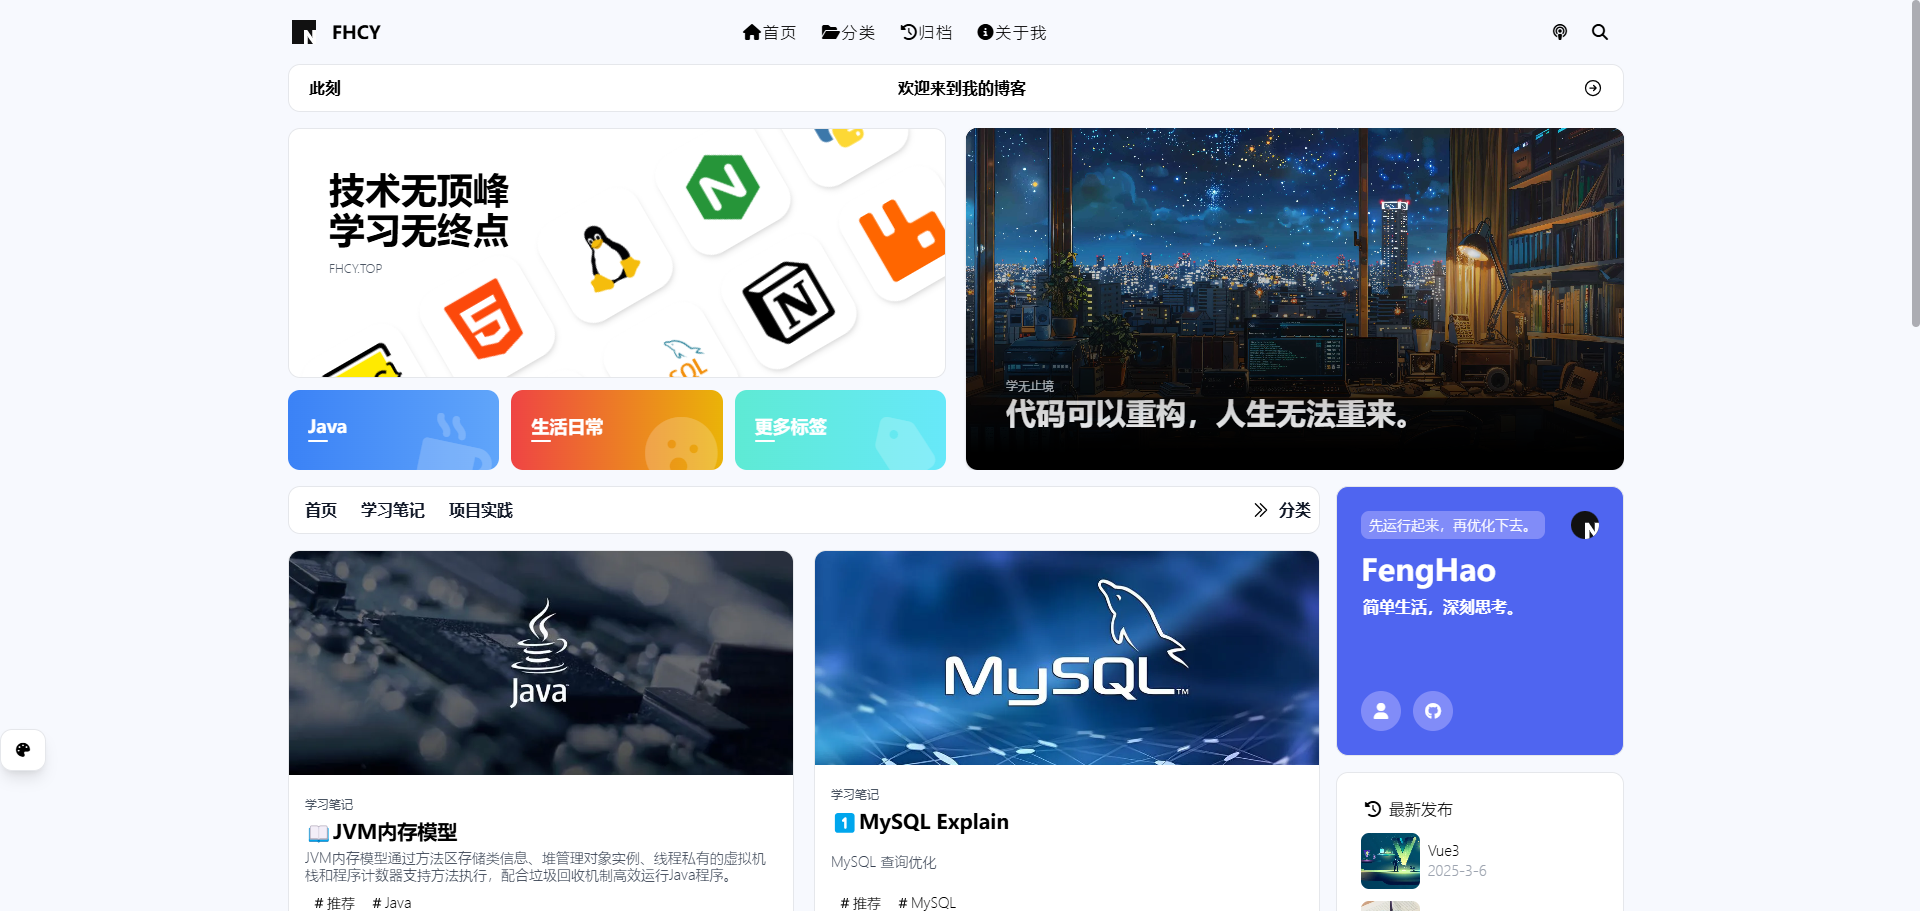 FHCY
首页
分类
归档
关于我
此刻
欢迎来到我的博客
技术无顶峰
学习无终点
FHCY.TOP
学无止境
代码可以重构，人生无法重来。
Java
生活日常
更多标签
首页
学习笔记
项目实践
分类
先运行起来，再优化下去。
FengHao
简单生活，深刻思考。
Java
MySQL™
学习笔记
JVM内存模型
JVM内存模型通过方法区存储类信息、堆管理对象实例、线程私有的虚拟机
栈和程序计数器支持方法执行，配合垃圾回收机制高效运行Java程序。
# 推荐
# Java
学习笔记
1 MySQL Explain
MySQL 查询优化
# 推荐
# MySQL
最新发布
Vue3
2025-3-6